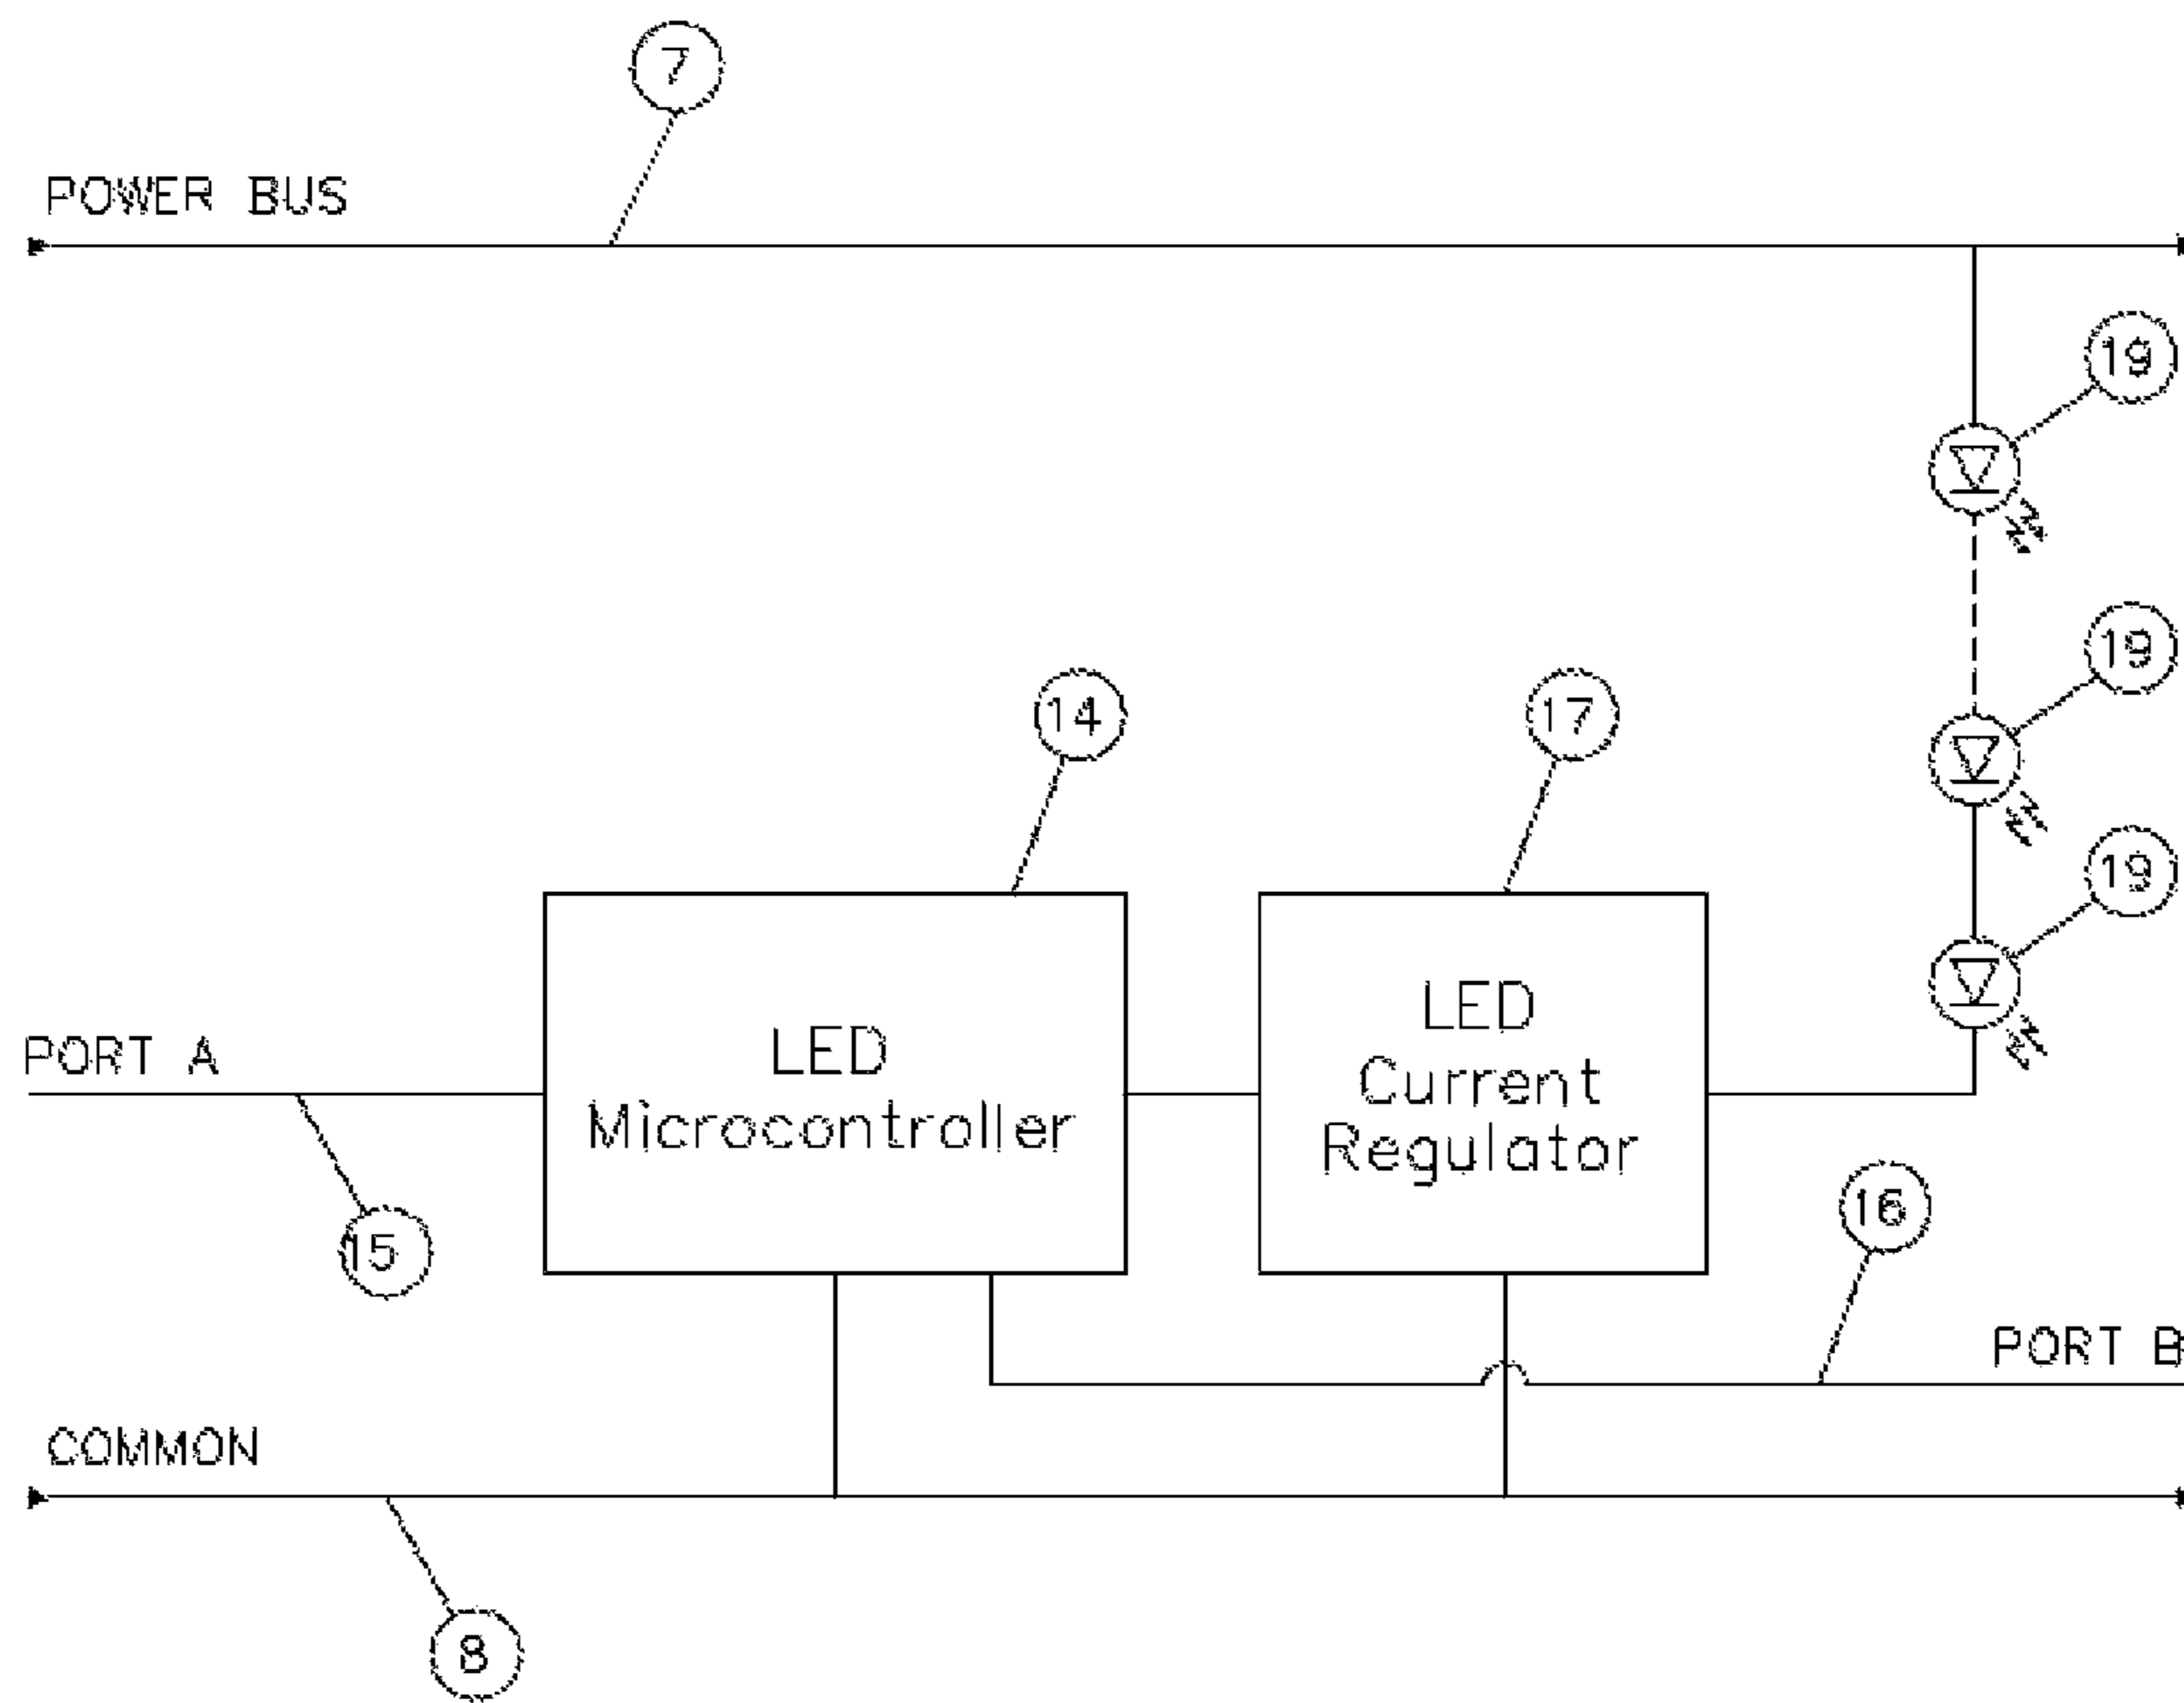 7
POWER BUS
19
19
14
17
19
LED
Microcontroller
LED
Current
Regulator
PORT A
15
16
PORT B
COMMON
8